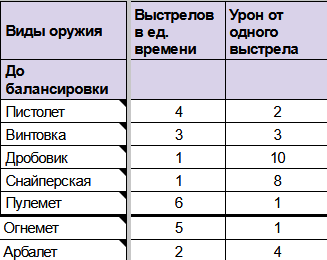 Виды оружия Выстрелов в ед. времени Урон от одного выстрела
До балансировки
Пистолет 4 2
Винтовка 3 3
Дробовик 1 10
Снайперская 1 8
Пулемет 6 1
Огнемет 5 1
Арбалет 2 4